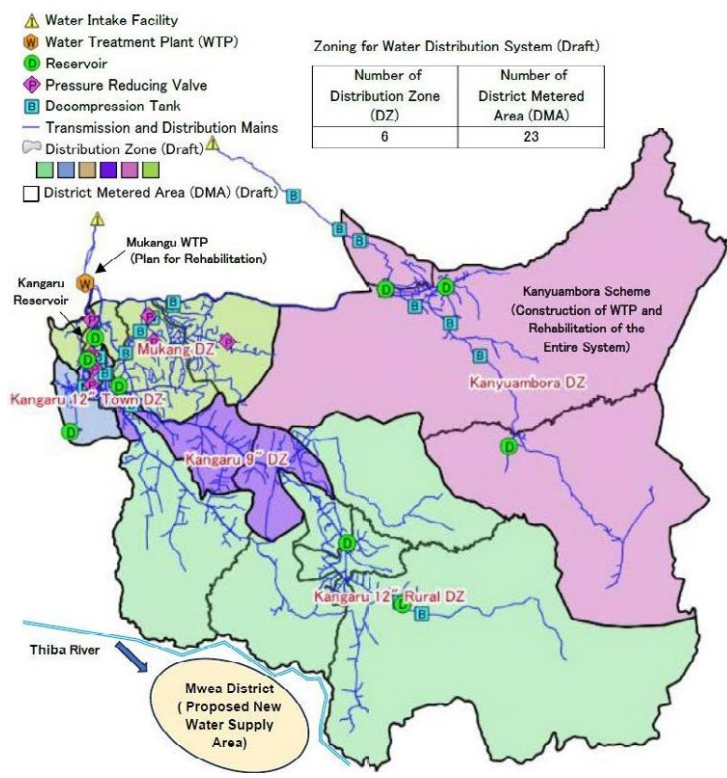 Water Intake Facility
W Water Treatment Plant (WTP)
D Reservoir
P Pressure Reducing Valve
B Decompression Tank
Transmission and Distribution Mains
Distribution Zone (Draft)
District Metered Area (DMA) (Draft)
Zoning for Water Distribution System (Draft)
Number of Distribution Zone (DZ)
Number of District Metered Area (DMA)
6
23
Mukangu WTP
(Plan for Rehabilitation)
Kangaru
Reservoir
Kanyuambora Scheme
(Construction of WTP and
Rehabilitation of the
Entire System)
Mukang DZ
Kanyuambora DZ
Kangaru 12" Town DZ
Kangaru 9" DZ
Kangaru 12" Rural DZ
Thiba River
Mwea District
( Proposed New
Water Supply
Area)